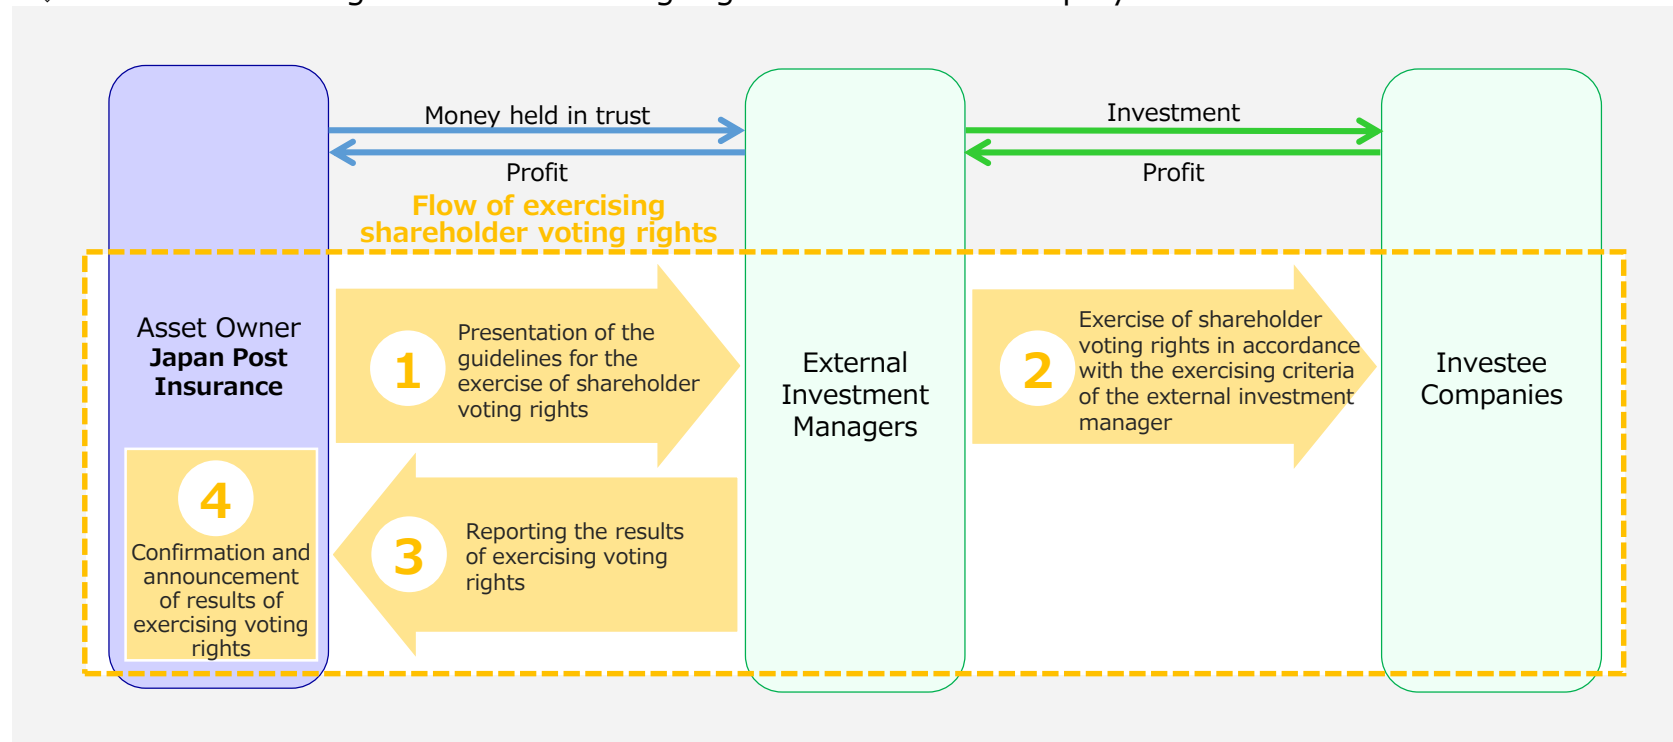 Money held in trust
Profit
Investment
Profit
Flow of exercising
shareholder voting rights
Asset Owner
Japan Post
Insurance
1
Presentation of the
guidelines for the
exercise of shareholder
voting rights
External
Investment
Managers
2
Exercise of shareholder
voting rights in accordance
with the exercising criteria
of the external investment
manager
Investee
Companies
3
Reporting the results
of exercising voting
rights
4
Confirmation and
announcement
of results of
exercising voting
rights